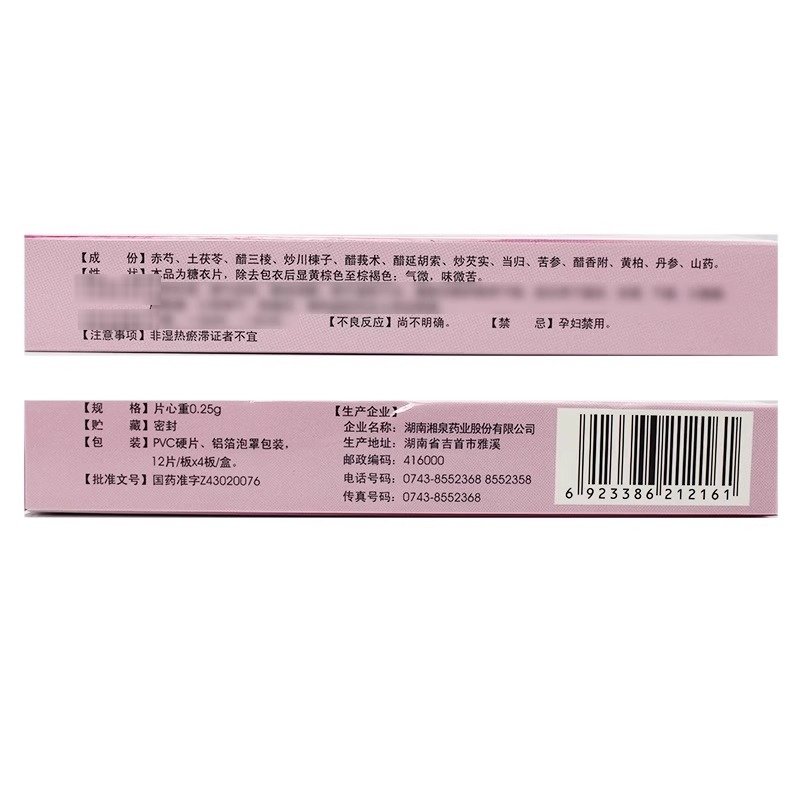 【成　份】赤芍、土茯苓、醋三棱、炒川楝子、醋莪术、醋延胡索、炒芡实、当归、苦参、醋香附、黄柏、丹参、山药。
【性　状】本品为糖衣片，除去包衣后显黄棕色至棕褐色；气微，味微苦。
【不良反应】尚不明确。　【禁　忌】孕妇禁用。
【注意事项】非湿热瘀滞证者不宜
【规　格】片心重0.25g
【贮　藏】密封
【包　装】PVC硬片、铝箔泡罩包装，
12片/板x4板/盒。
【批准文号】国药准字Z43020076
【生产企业】
企业名称：湖南湘泉药业股份有限公司
生产地址：湖南省吉首市雅溪
邮政编码：416000
电话号码：0743-8552368 8552358
传真号码：0743-8552368
6 923386 212161